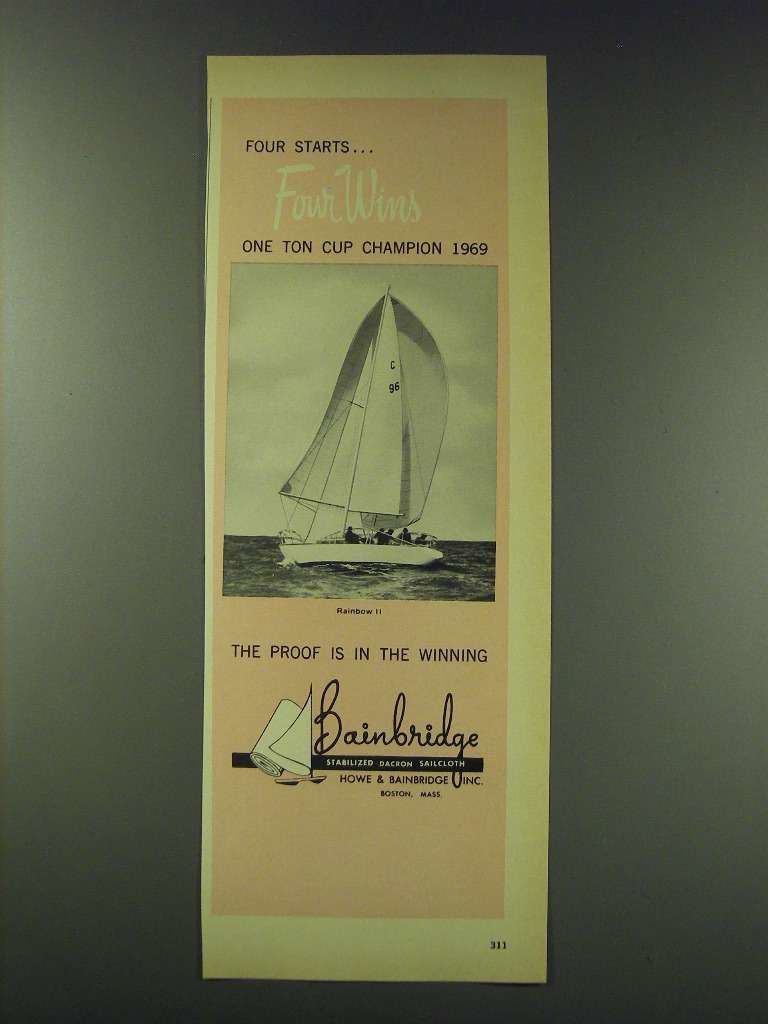 FOUR STARTS...
Four Wins
ONE TON CUP CHAMPION 1969
C
96
Rainbow II
THE PROOF IS IN THE WINNING
Bainbridge
STABILIZED DACRON SAILCLOTH
HOWE & BAINBRIDGE INC.
BOSTON, MASS.
311